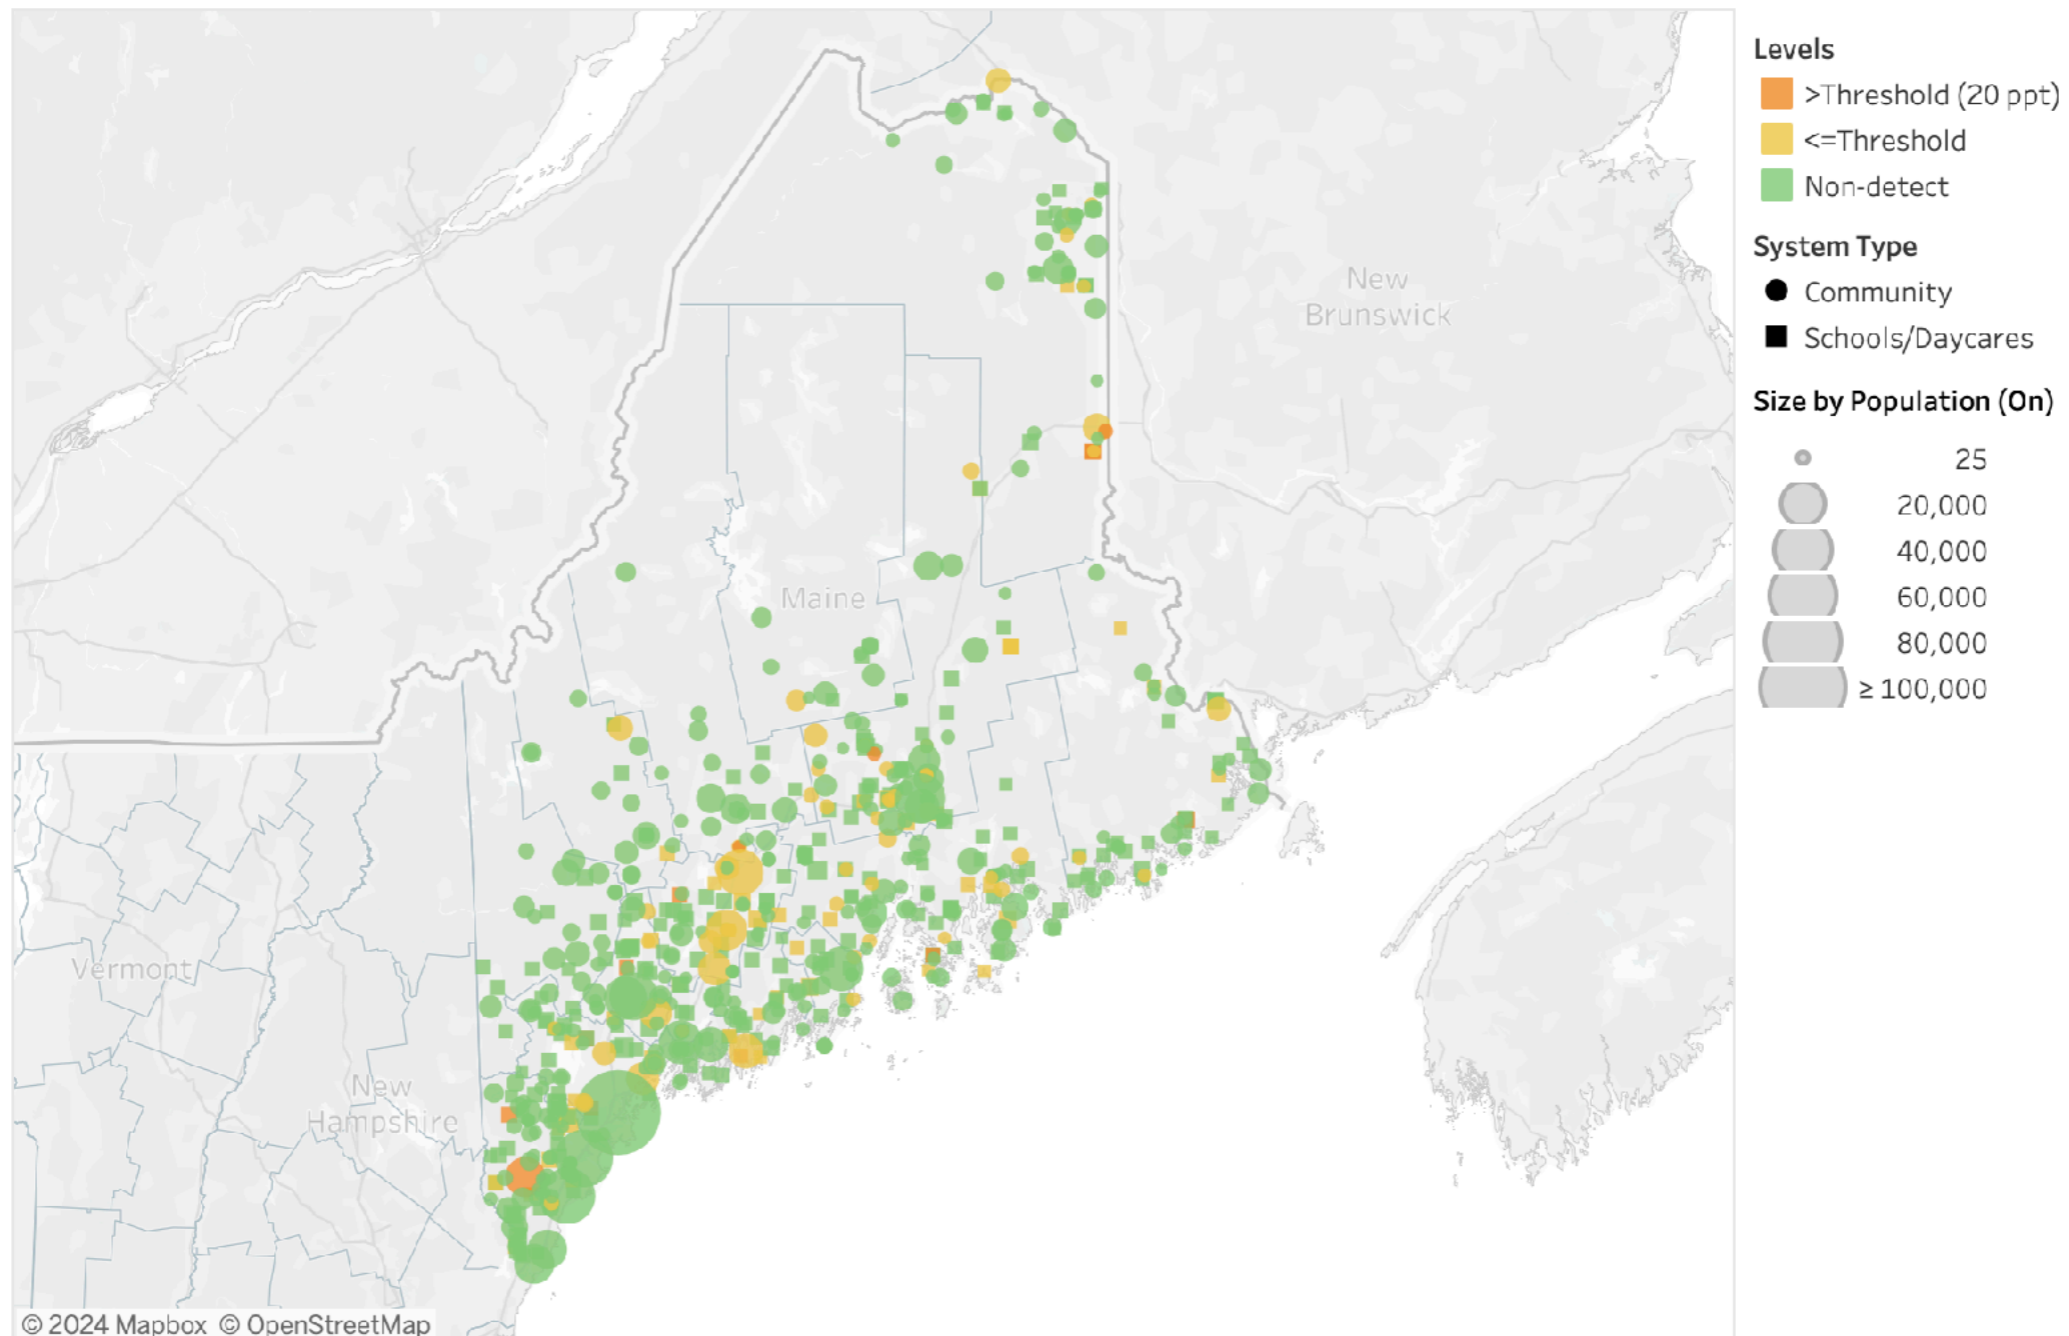 Levels
>Threshold (20 ppt)
<=Threshold
Non-detect
System Type
Community
Schools/Daycares
Size by Population (On)
25
20,000
40,000
60,000
80,000
≥ 100,000
New
Brunswick
Maine
Vermont
New
Hampshire
© 2024 Mapbox © OpenStreetMap